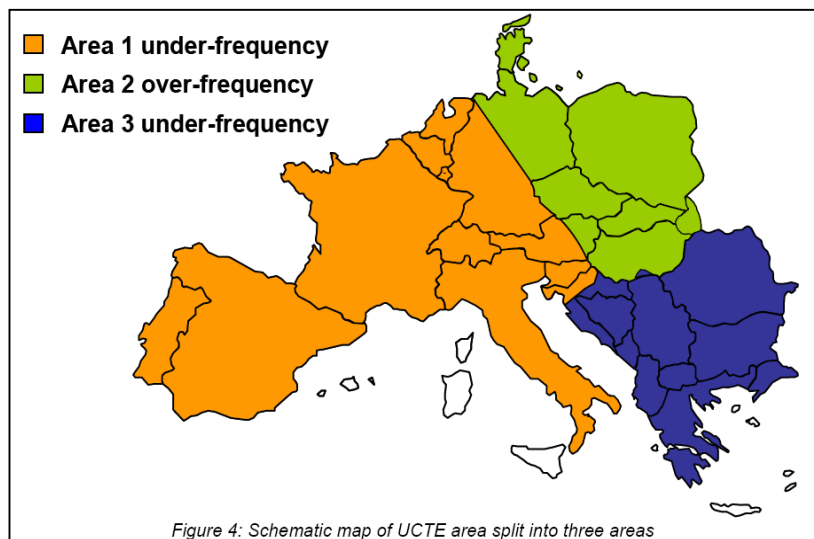 Area 1 under-frequency
Area 2 over-frequency
Area 3 under-frequency
Figure 4: Schematic map of UCTE area split into three areas